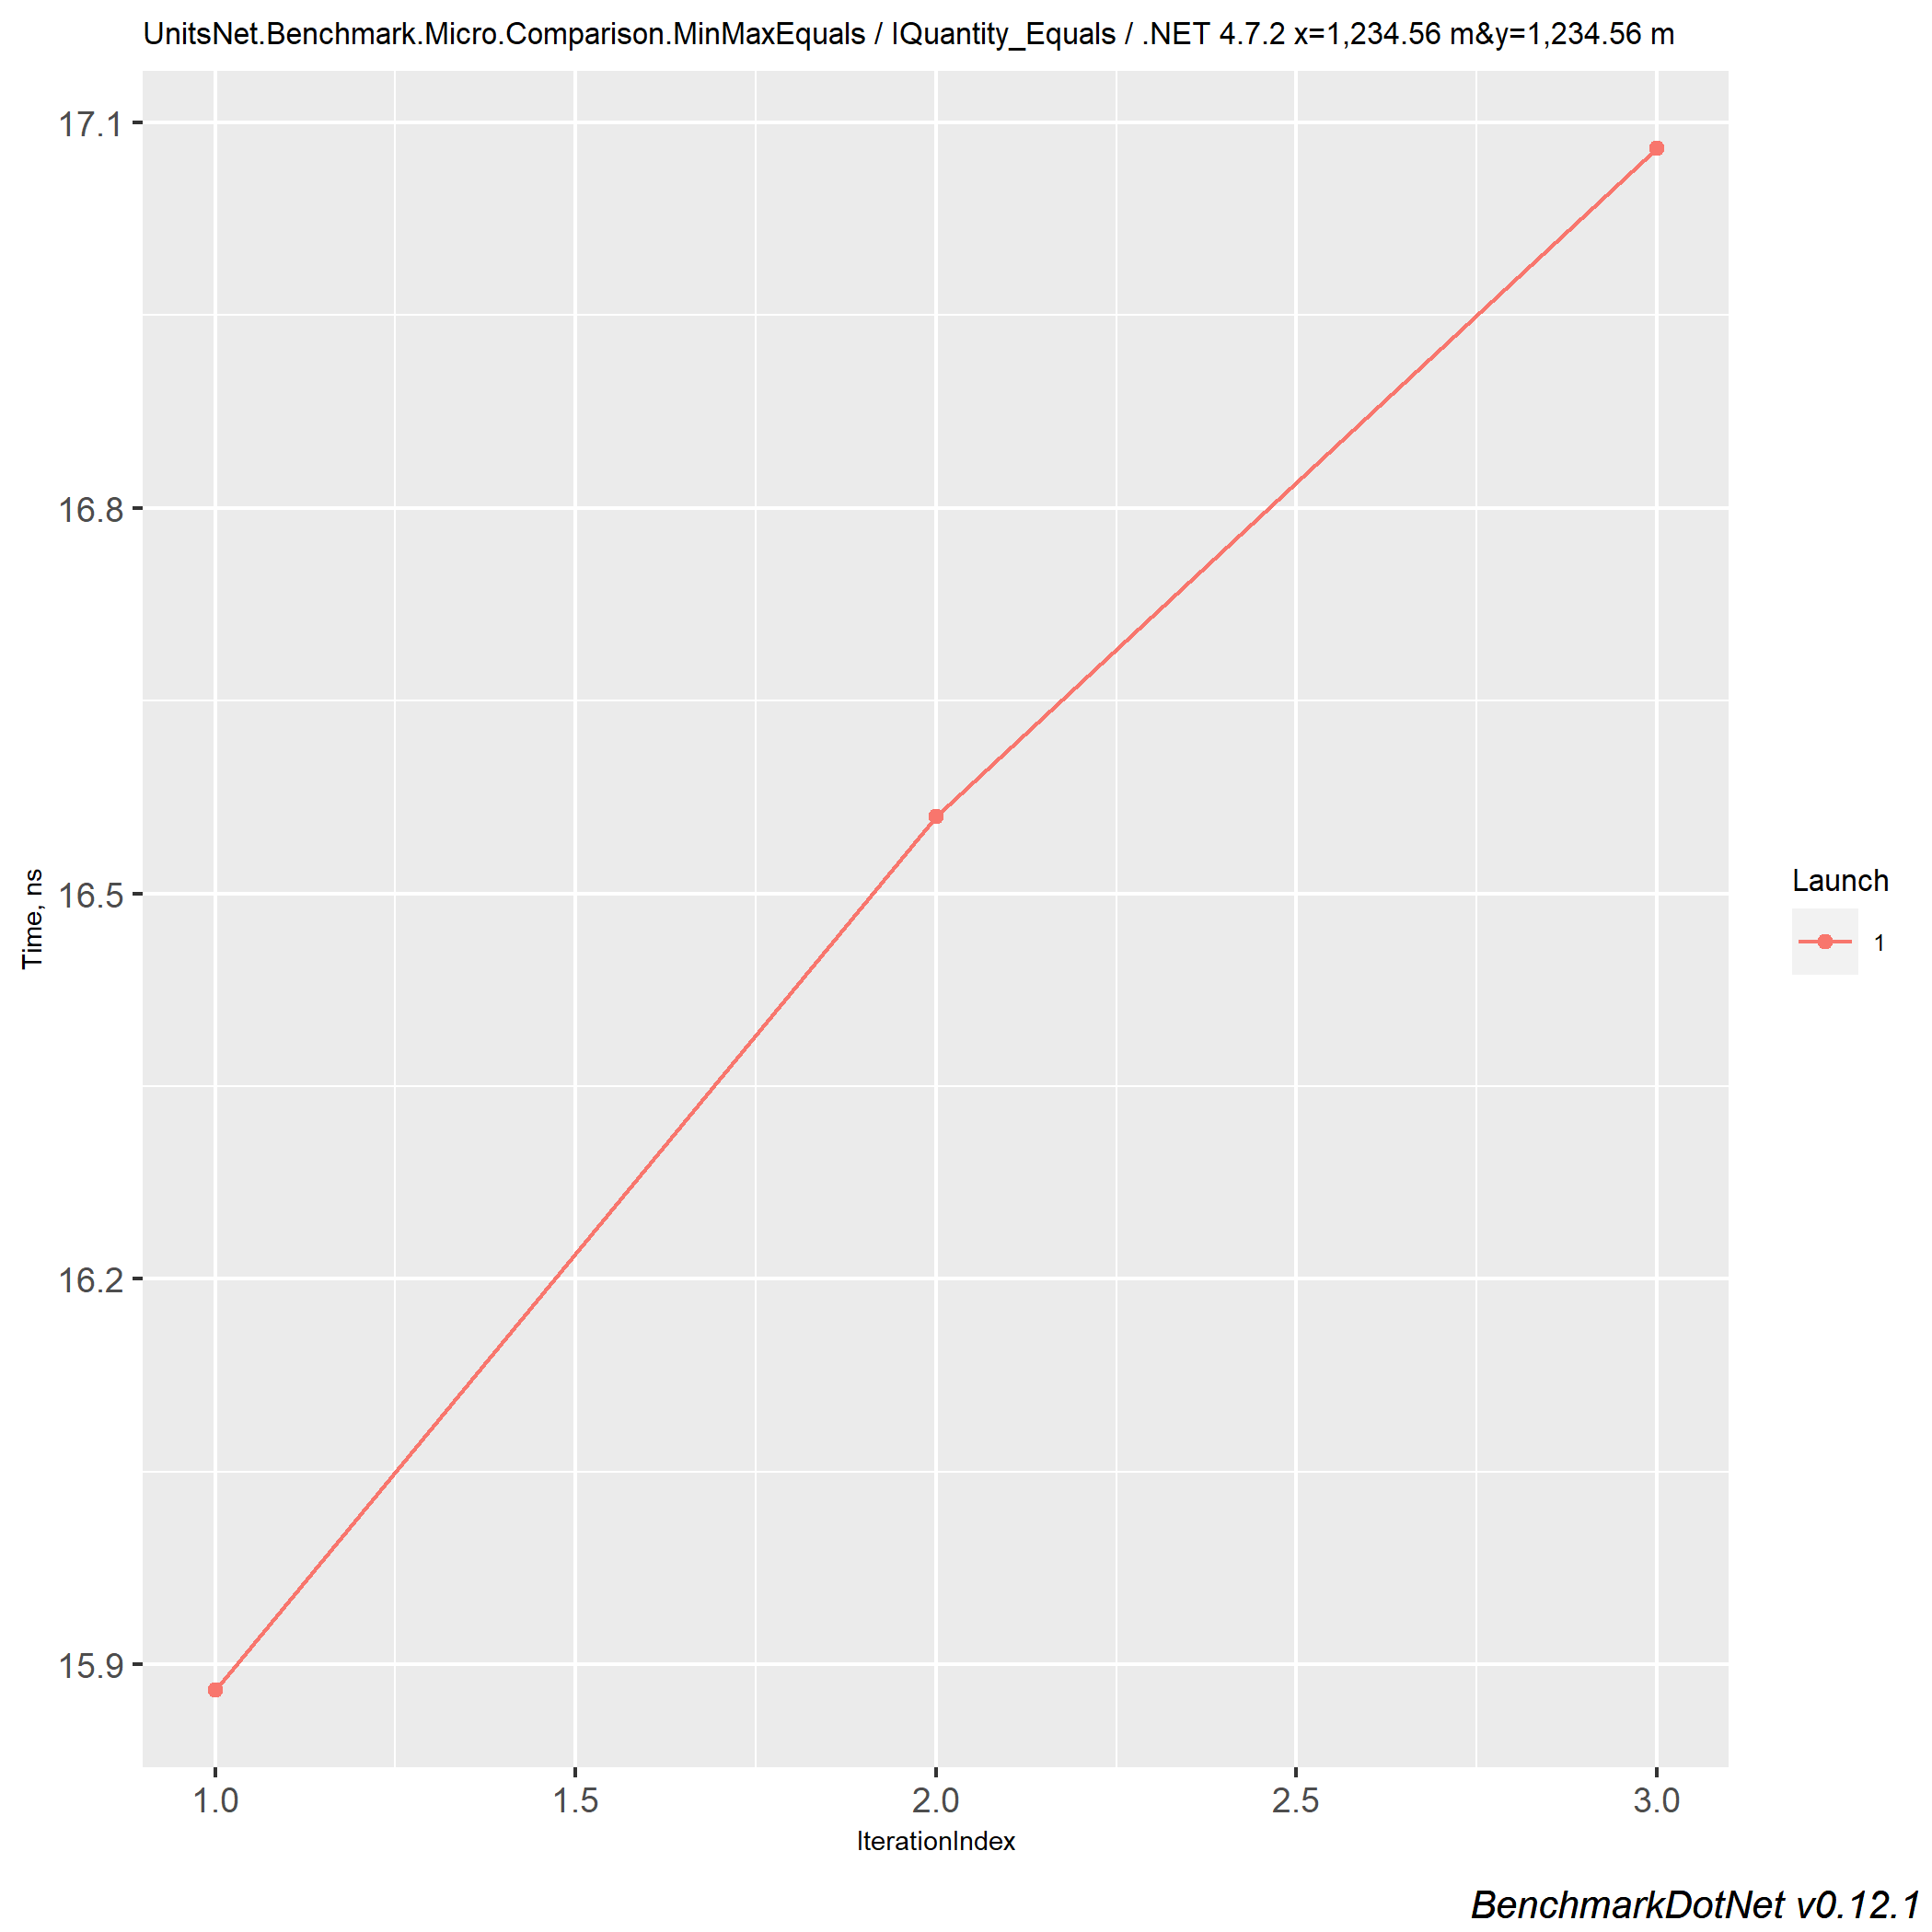 UnitsNet.Benchmark.Micro.Comparison.MinMaxEquals / IQuantity_Equals / .NET 4.7.2 x=1,234.56 m&y=1,234.56 m
17.1
16.8
16.5
16.2
15.9
Time, ns
1.0 1.5 2.0 2.5 3.0
IterationIndex
Launch
1
BenchmarkDotNet v0.12.1